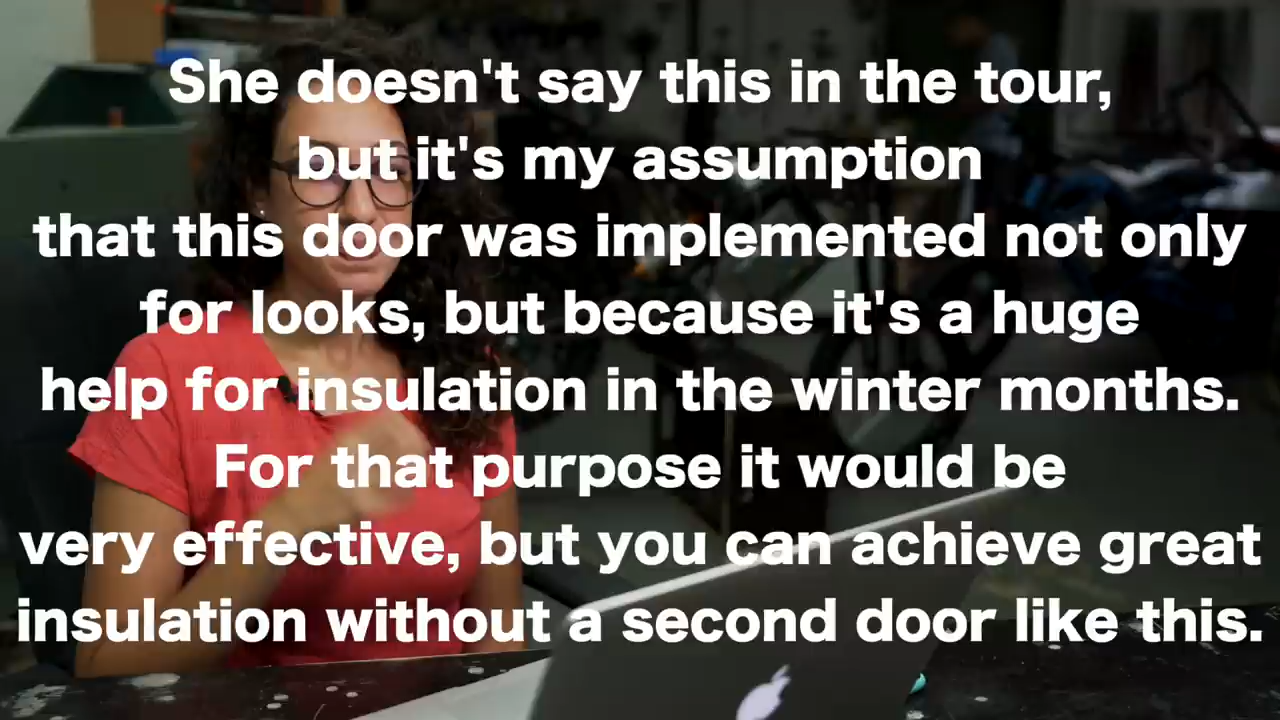 She doesn't say this in the tour,
but it's my assumption
that this door was implemented not only
for looks, but because it's a huge
help for insulation in the winter months.
For that purpose it would be
very effective, but you can achieve great
insulation without a second door like this.